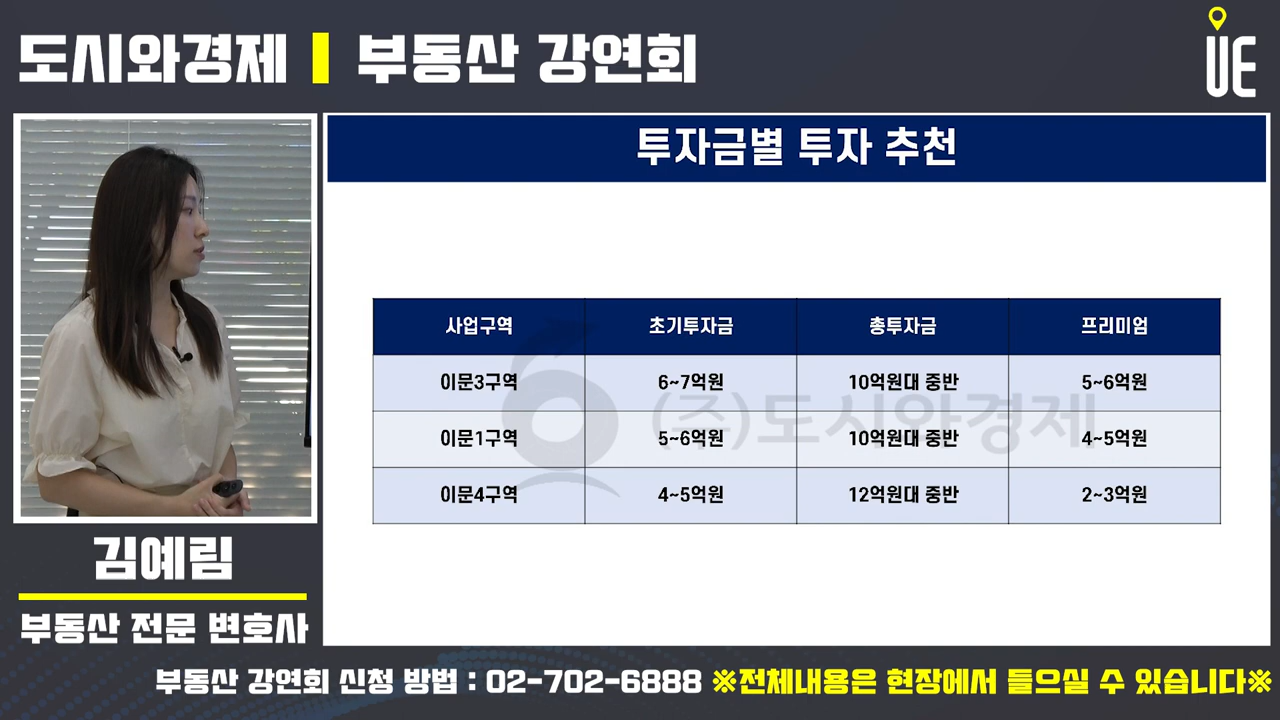 도시와경제 부동산 강연회
UE
투자금별 투자 추천
사업구역 초기투자금 총투자금 프리미엄
이문3구역 6~7억원 10억원대 중반 5~6억원
이문1구역 5~6억원 10억원대 중반 4~5억원
이문4구역 4~5억원 12억원대 중반 2~3억원
(주)도시와경제
김예림
부동산 전문 변호사
부동산 강연회 신청 방법 : 02-702-6888 ※전체내용은 현장에서 들으실 수 있습니다※